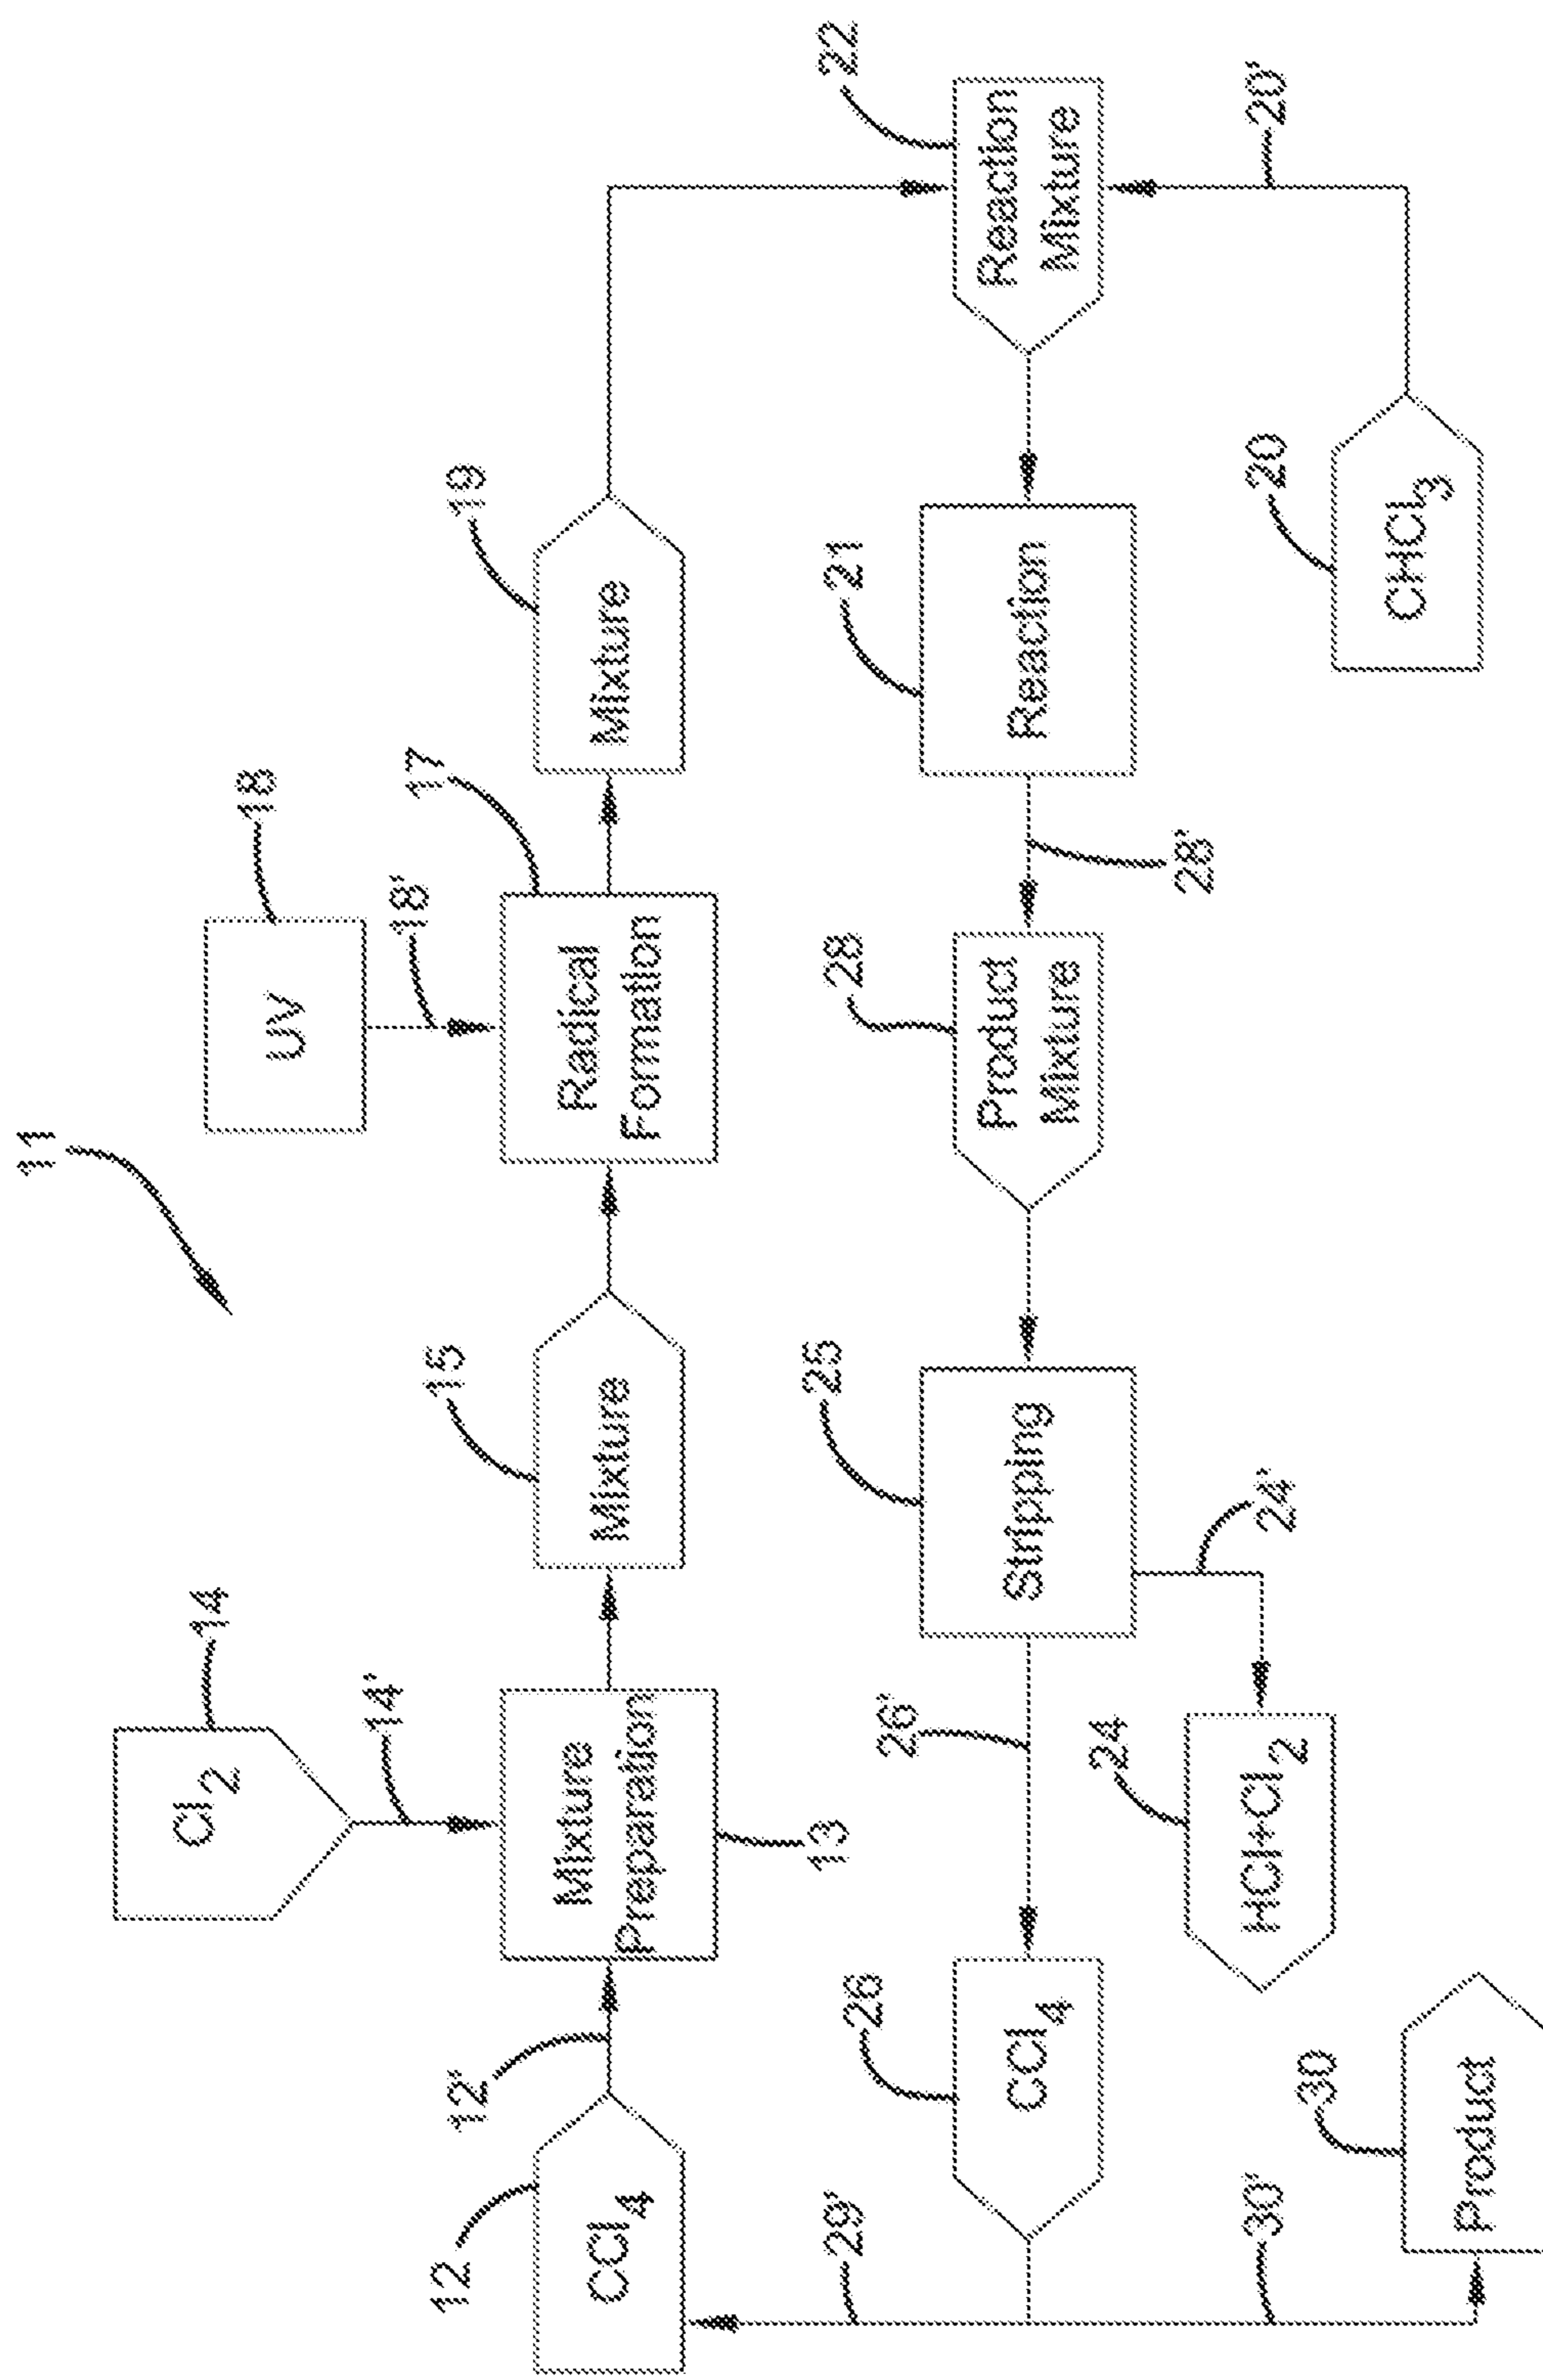 11
Cl2
14
14'
UV
18
18'
CCl4
12
12'
Mixture
Preparation
13
Mixture
15
Radical
Formation
17
Mixture
19
CCl4
26
26'
Stripping
25
Product
Mixture
28
28'
Reaction
21
Reaction
Mixture
22
29'
HCl+Cl2
24
24'
CHCl3
20
20'
Product
30
30'